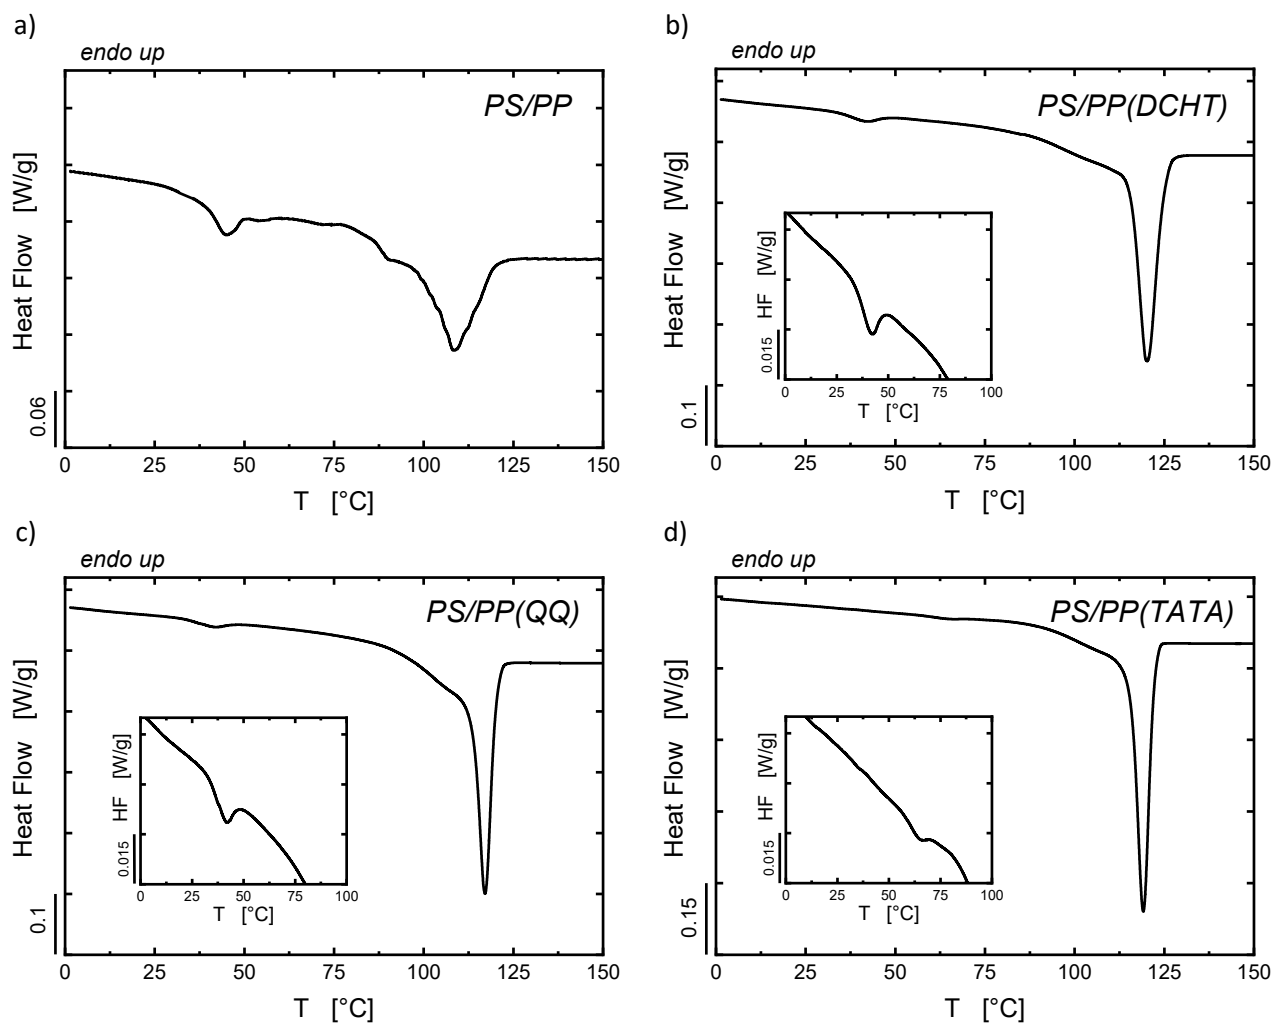 a)
endo up
PS/PP
Heat Flow [W/g]
0.06
0 25 50 75 100 125 150
T [°C]
b)
endo up
PS/PP(DCHT)
Heat Flow [W/g]
0.1
HF [W/g]
0.015
0 25 50 75 100
T [°C]
0 25 50 75 100 125 150
T [°C]
c)
endo up
PS/PP(QQ)
Heat Flow [W/g]
0.1
HF [W/g]
0.015
0 25 50 75 100
T [°C]
0 25 50 75 100 125 150
T [°C]
d)
endo up
PS/PP(TATA)
Heat Flow [W/g]
0.15
HF [W/g]
0.015
0 25 50 75 100
T [°C]
0 25 50 75 100 125 150
T [°C]